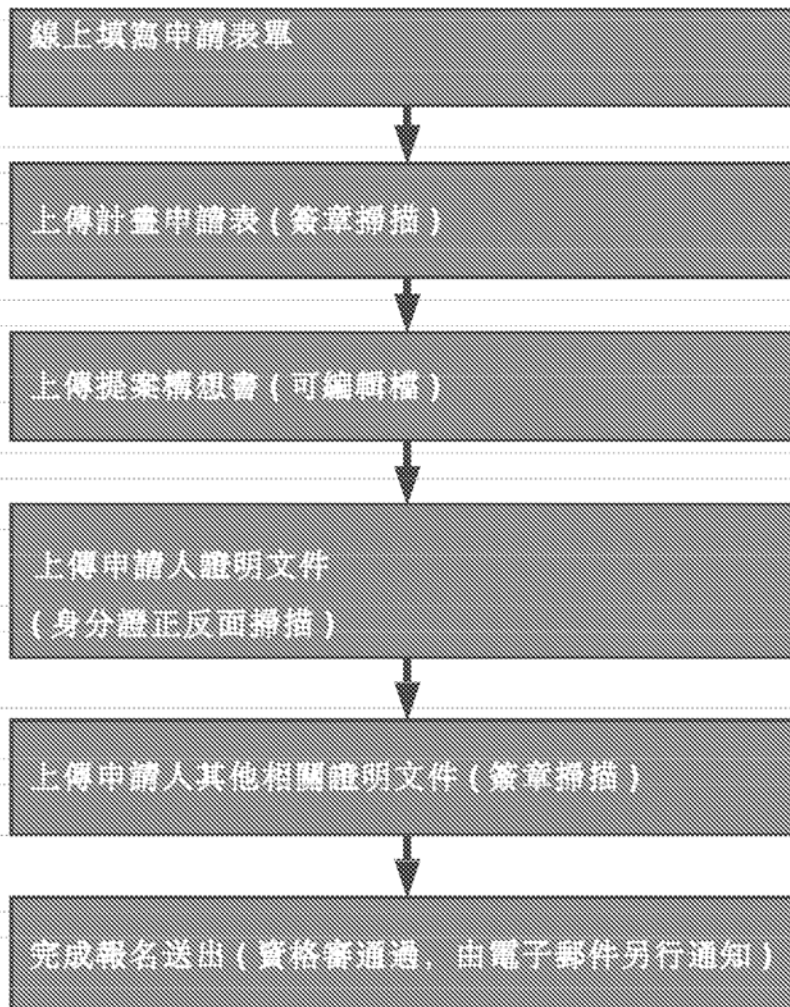 線上填寫申請表單
上傳計畫申請表(簽章掃描)
上傳提案構想書(可編輯檔)
上傳申請人證明文件
(身分證正反面掃描)
上傳申請人其他相關證明文件(簽章掃描)
完成報名送出(資格審通過，由電子郵件另行通知)